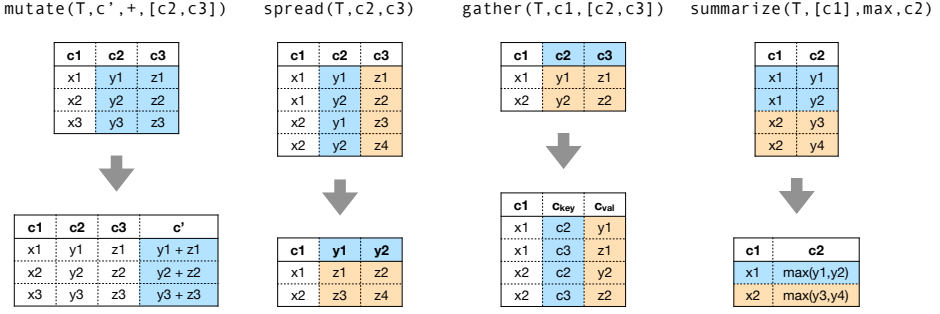 mutate(T,c',+,[c2,c3])
c1 c2 c3
x1 y1 z1
x2 y2 z2
x3 y3 z3
c1 c2 c3 c'
x1 y1 z1 y1 + z1
x2 y2 z2 y2 + z2
x3 y3 z3 y3 + z3
spread(T,c2,c3)
c1 c2 c3
x1 y1 z1
x1 y2 z2
x2 y1 z3
x2 y2 z4
c1 y1 y2
x1 z1 z2
x2 z3 z4
gather(T,c1,[c2,c3])
c1 c2 c3
x1 y1 z1
x2 y2 z2
c1 ckey cval
x1 c2 y1
x1 c3 z1
x2 c2 y2
x2 c3 z2
summarize(T,[c1],max,c2)
c1 c2
x1 y1
x1 y2
x2 y3
x2 y4
c1 c2
x1 max(y1,y2)
x2 max(y3,y4)